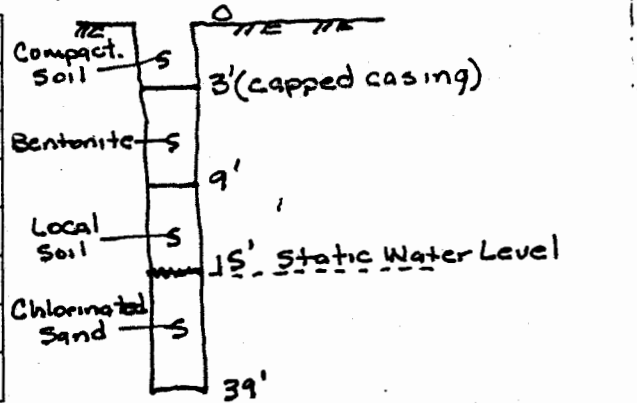 0
Compact.
Soil
3' (capped casing)
Bentonite
9'
Local
Soil
15' Static Water Level
Chlorinated
Sand
39'